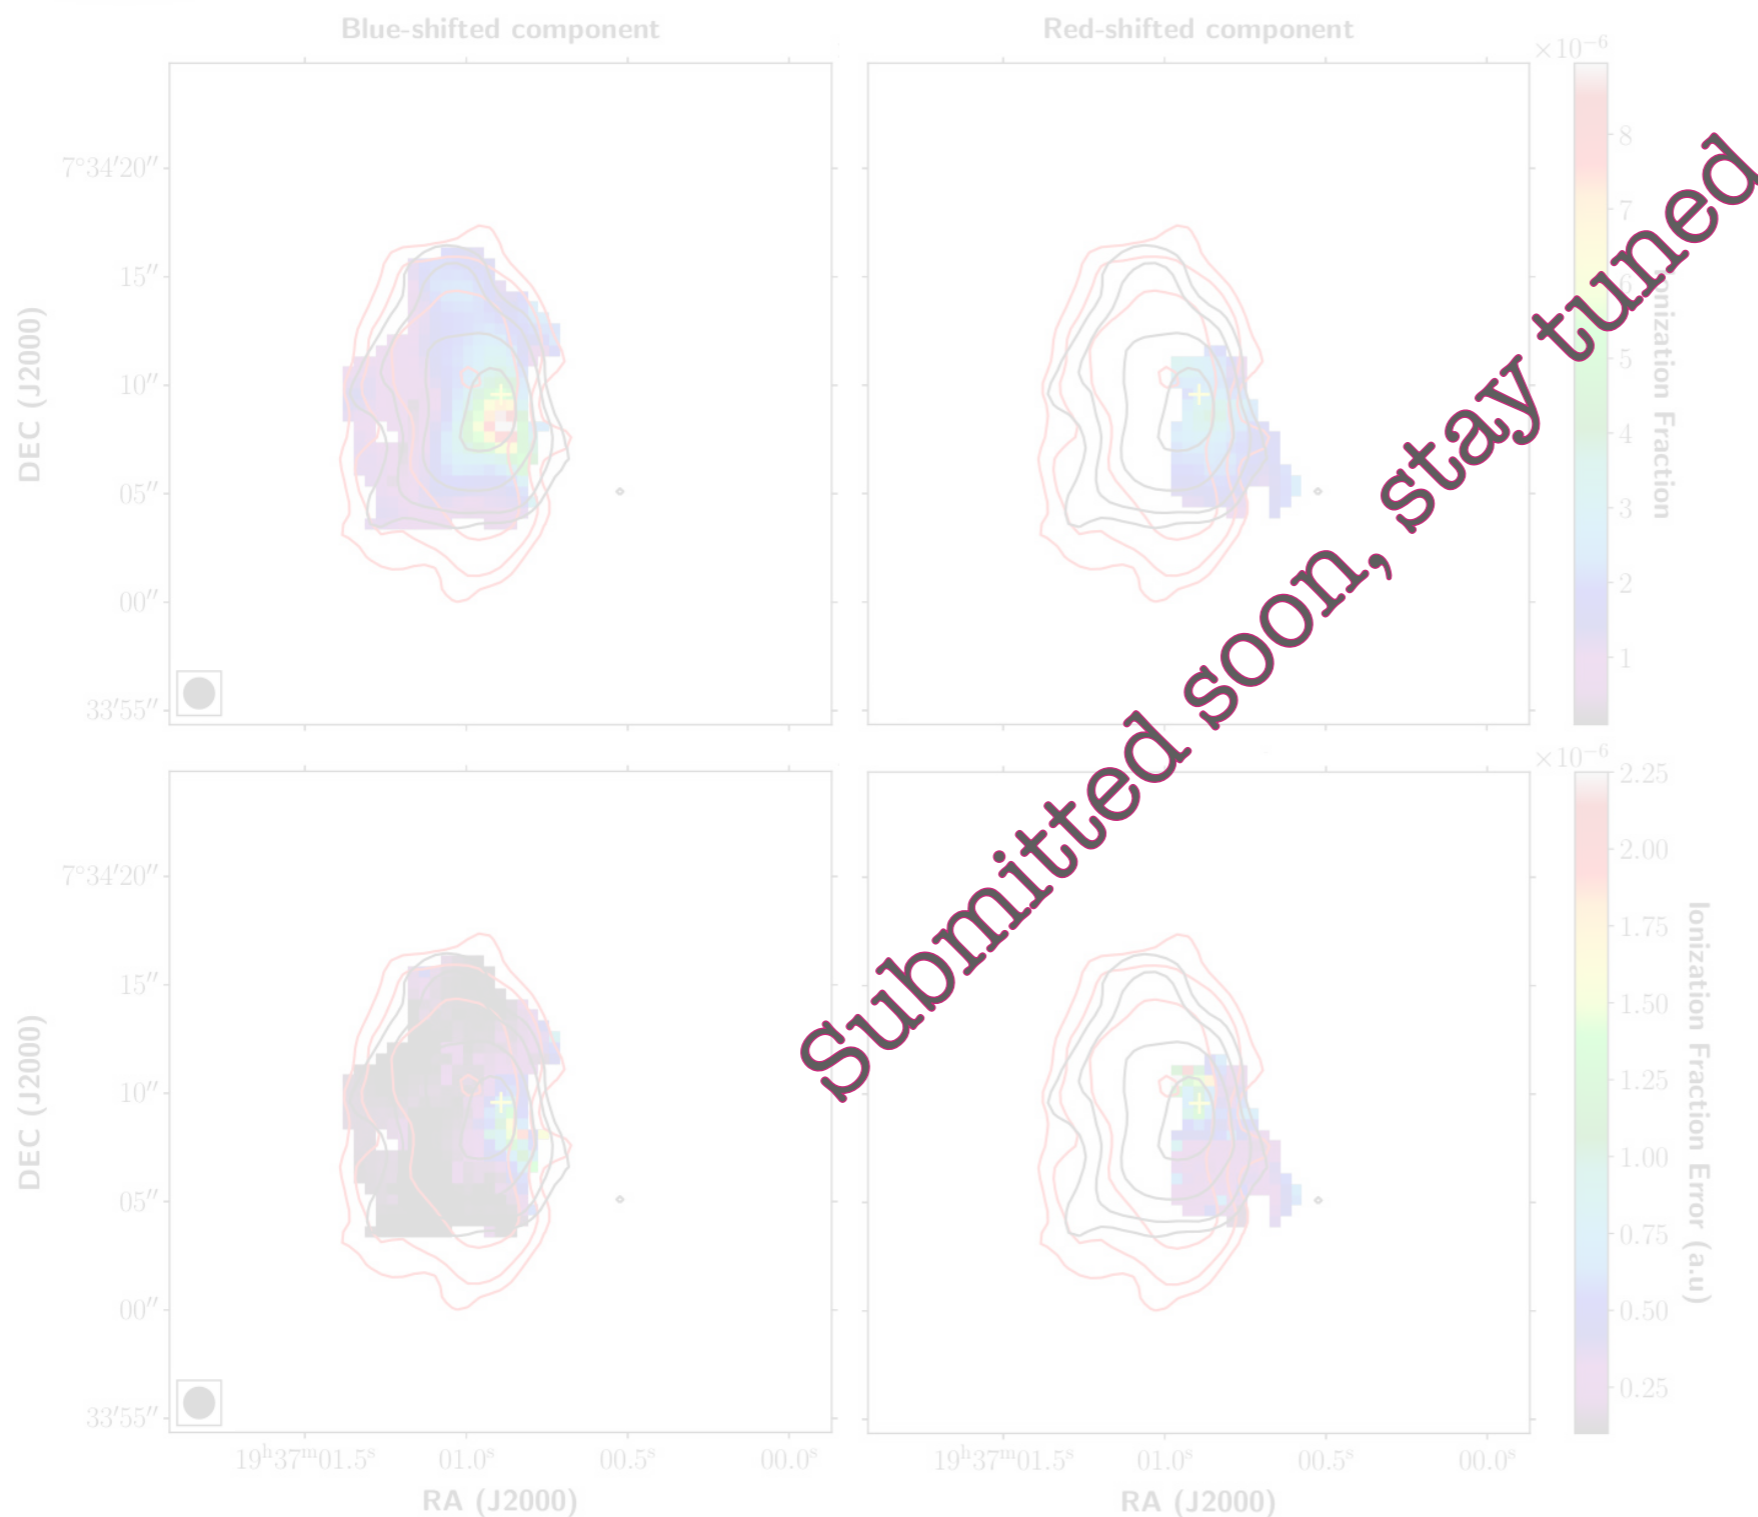 Blue-shifted component
Red-shifted component
×10⁻⁶
7°34′20″
15″
10″
05″
00″
33′55″
DEC (J2000)
8
7
6
5
4
3
2
1
Ionization Fraction
Submitted soon, stay tuned
×10⁻⁶
7°34′20″
15″
10″
05″
00″
33′55″
DEC (J2000)
2.25
2.00
1.75
1.50
1.25
1.00
0.75
0.50
0.25
Ionization Fraction Error (a.u)
19ʰ37ᵐ01.5ˢ 01.0ˢ 00.5ˢ 00.0ˢ
19ʰ37ᵐ01.5ˢ 01.0ˢ 00.5ˢ 00.0ˢ
RA (J2000)
RA (J2000)